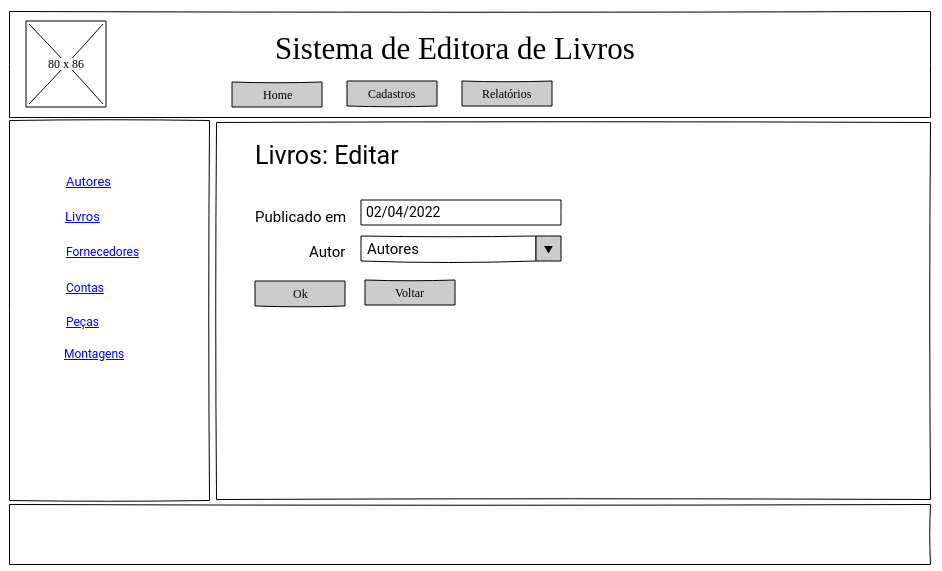 80 x 86
Sistema de Editora de Livros
Home
Cadastros
Relatórios
Autores
Livros
Fornecedores
Contas
Peças
Montagens
Livros: Editar
Publicado em
02/04/2022
Autor
Autores
Ok
Voltar